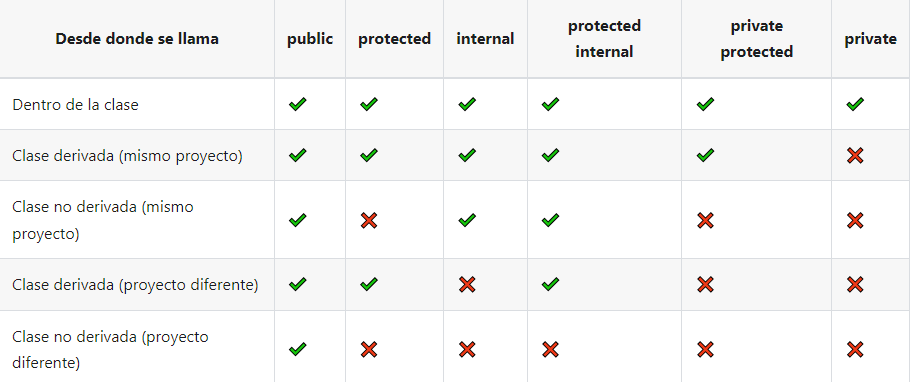 Desde donde se llama public protected internal protected internal private protected private
Dentro de la clase ✔ ✔ ✔ ✔ ✔ ✔
Clase derivada (mismo proyecto) ✔ ✔ ✔ ✔ ✔ ❌
Clase no derivada (mismo
proyecto) ✔ ❌ ✔ ✔ ❌ ❌
Clase derivada (proyecto diferente) ✔ ✔ ❌ ✔ ❌ ❌
Clase no derivada (proyecto
diferente) ✔ ❌ ❌ ❌ ❌ ❌